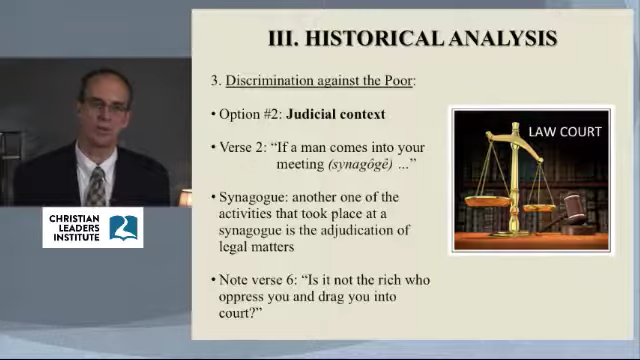 III. HISTORICAL ANALYSIS
3. Discrimination against the Poor:
• Option #2: Judicial context
• Verse 2: “If a man comes into your
meeting (synagôgê) ...”
• Synagogue: another one of the
activities that took place at a
synagogue is the adjudication of
legal matters
• Note verse 6: “Is it not the rich who
oppress you and drag you into
court?”
LAW COURT
CHRISTIAN
LEADERS
INSTITUTE